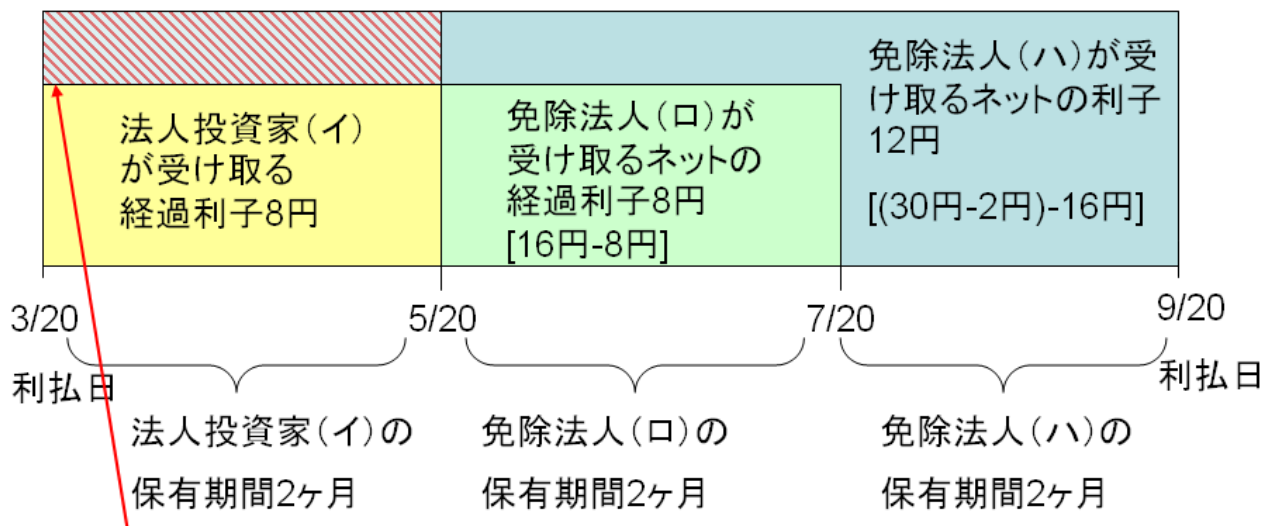 法人投資家(イ)
が受け取る
経過利子8円
免除法人(ロ)が
受け取るネットの
経過利子8円
[16円-8円]
免除法人(ハ)が受
け取るネットの利子
12円
[(30円-2円)-16円]
3/20
5/20
7/20
9/20
利払日
利払日
法人投資家(イ)の
保有期間2ヶ月
免除法人(ロ)の
保有期間2ヶ月
免除法人(ハ)の
保有期間2ヶ月